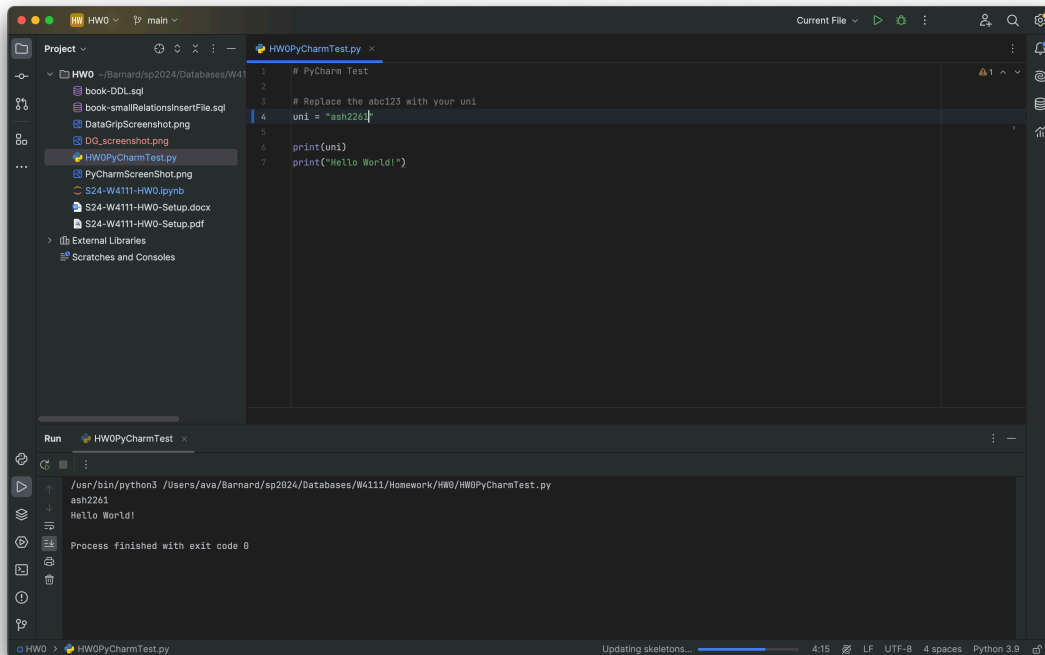 HW HW0 main Current File
Project
HW0PyCharmTest.py
HW0 ~/Barnard/sp2024/Databases/W41
book-DDL.sql
book-smallRelationsInsertFile.sql
DataGripScreenshot.png
DG_screenshot.png
HW0PyCharmTest.py
PyCharmScreenShot.png
S24-W4111-HW0.ipynb
S24-W4111-HW0-Setup.docx
S24-W4111-HW0-Setup.pdf
External Libraries
Scratches and Consoles
1 # PyCharm Test
2
3 # Replace the abc123 with your uni
4 uni = "ash2261"
5
6 print(uni)
7 print("Hello World!")
1
Run HW0PyCharmTest
/usr/bin/python3 /Users/ava/Barnard/sp2024/Databases/W4111/Homework/HW0/HW0PyCharmTest.py
ash2261
Hello World!
Process finished with exit code 0
HW0 > HW0PyCharmTest.py Updating skeletons... 4:15 LF UTF-8 4 spaces Python 3.9